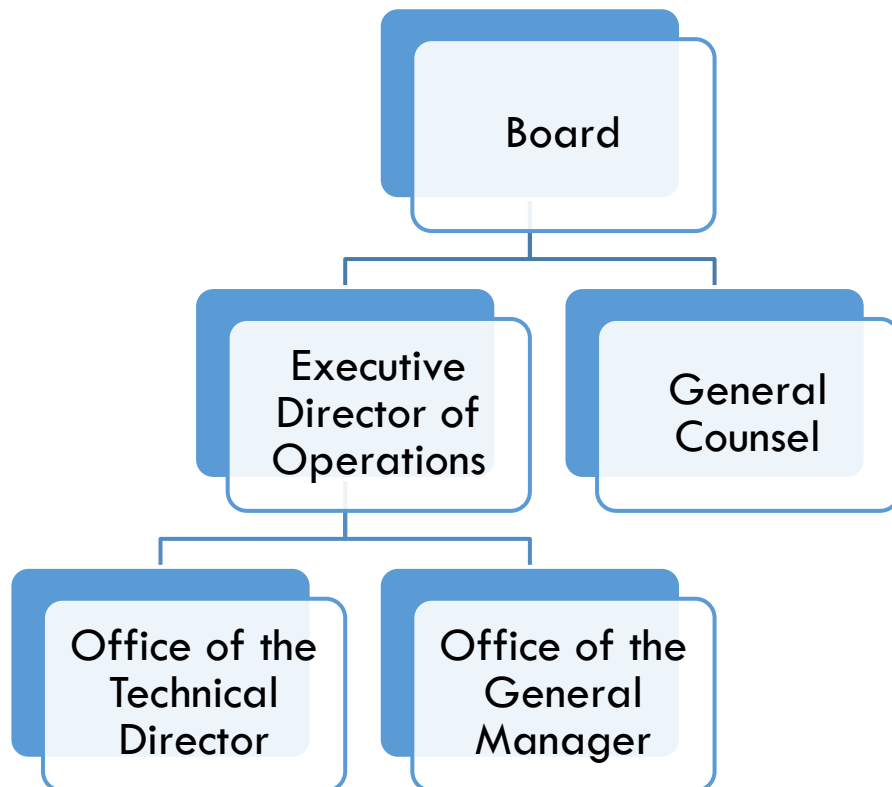 Board
Executive
Director of
Operations
General
Counsel
Office of the
Technical
Director
Office of the
General
Manager